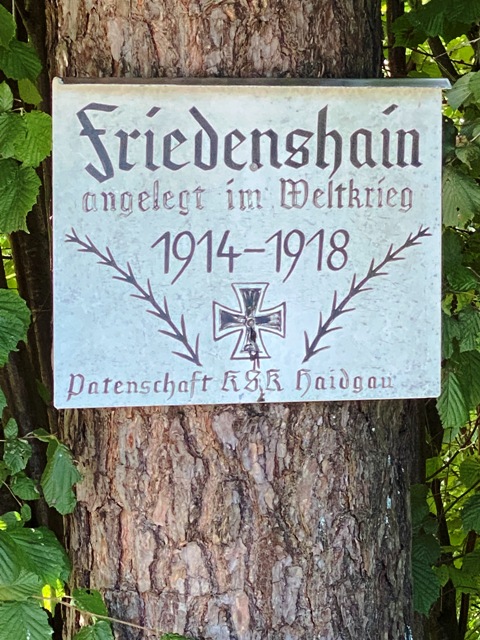 Friedenshain
angelegt im Weltkrieg
1914-1918
Patenschaft KSK Haidgau